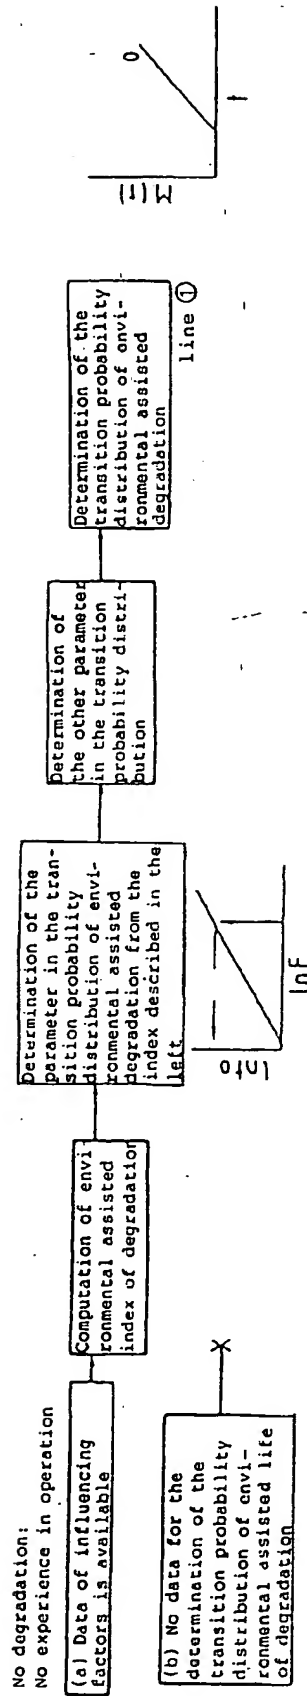 No degradation:
No experience in operation
(a) Data of influencing
factors is available
Computation of envi-
ronmental assisted
index of degradation
Determination of the
parameter in the tran-
sition probability
distribution of envi-
ronmental assisted
degradation from the
index described in the
left
lnto
lnF
Determination of
the other parameter
in the transition
probability distri-
bution
Determination of the
transition probability
distribution of envi-
ronmental assisted
degradation
line ①
M(t)
0
t
(b) No data for the
determination of the
transition probability
distribution of envi-
ronmental assisted life
of degradation